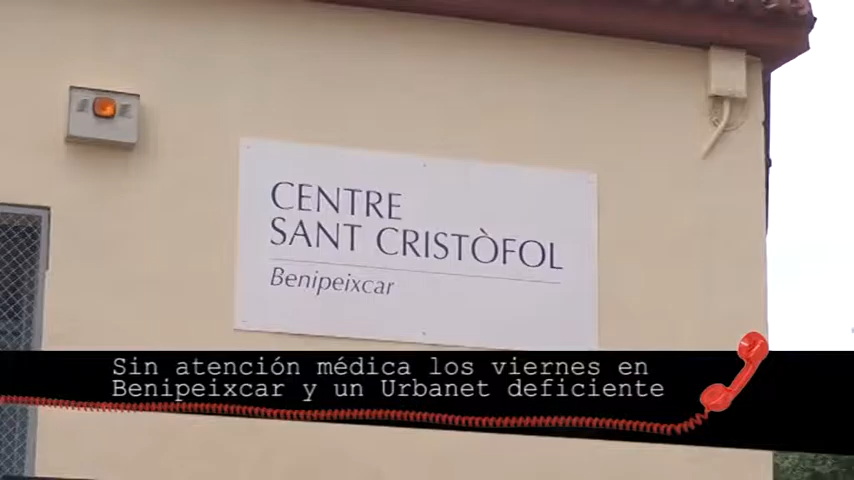 CENTRE
SANT CRISTÒFOL
Benipeixcar
Sin atención médica los viernes en
Benipeixcar y un Urbanet deficiente